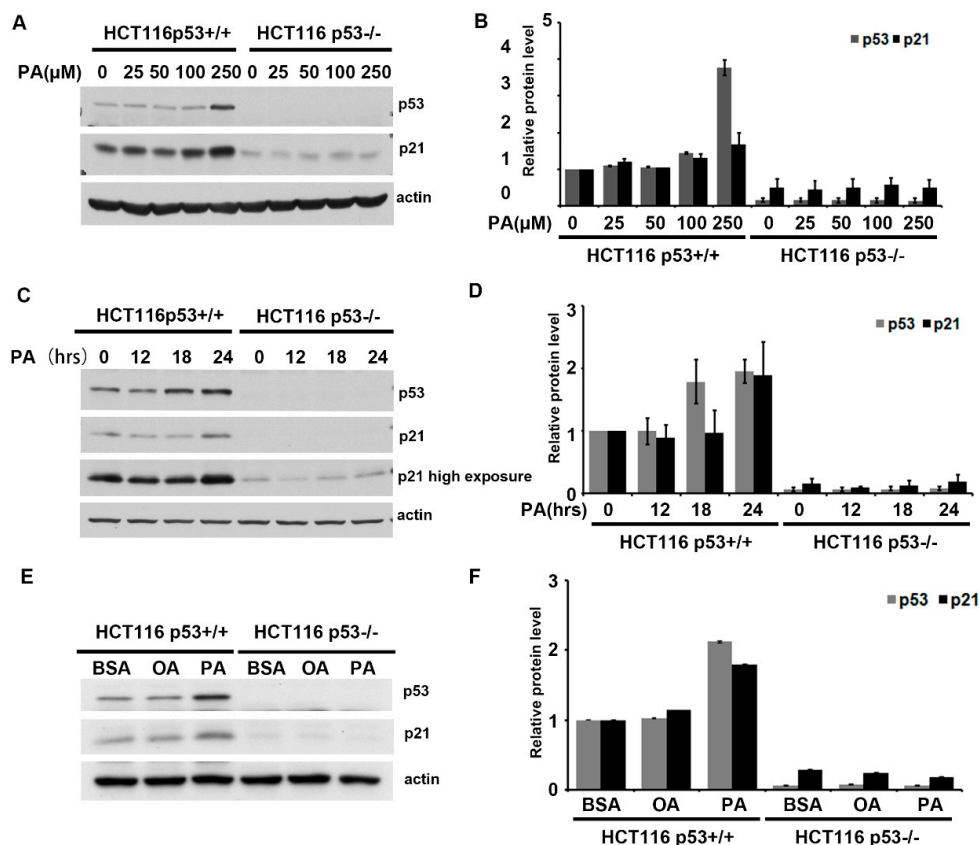 A
HCT116p53+/+ HCT116 p53-/-
PA(µM) 0 25 50 100 250 0 25 50 100 250
p53
p21
actin
B
Relative protein level
5
4
3
2
1
0
p53 p21
PA(µM) 0 25 50 100 250 0 25 50 100 250
HCT116 p53+/+ HCT116 p53-/-
C
HCT116p53+/+ HCT116 p53-/-
PA (hrs) 0 12 18 24 0 12 18 24
p53
p21
p21 high exposure
actin
D
Relative protein level
3
2
1
0
p53 p21
PA(hrs) 0 12 18 24 0 12 18 24
HCT116 p53+/+ HCT116 p53-/-
E
HCT116 p53+/+ HCT116 p53-/-
BSA OA PA BSA OA PA
p53
p21
actin
F
Relative protein level
3
2
1
0
p53 p21
BSA OA PA BSA OA PA
HCT116 p53+/+ HCT116 p53-/-